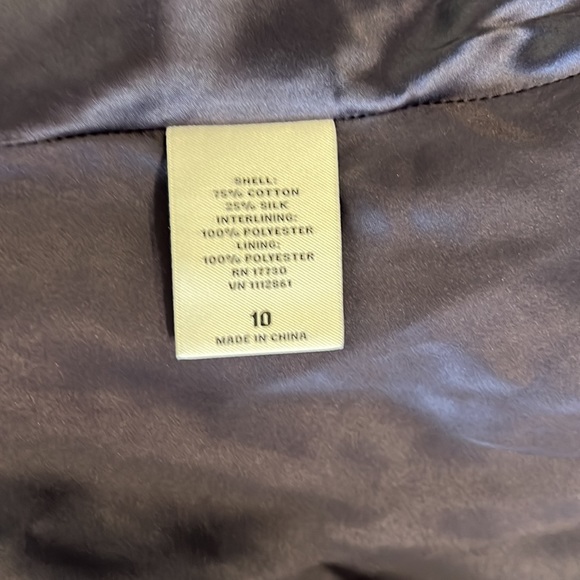 SHELL:
75% COTTON
25% SILK
INTERLINING:
100% POLYESTER
LINING:
100% POLYESTER
RN 17730
VN 1112861
10
MADE IN CHINA